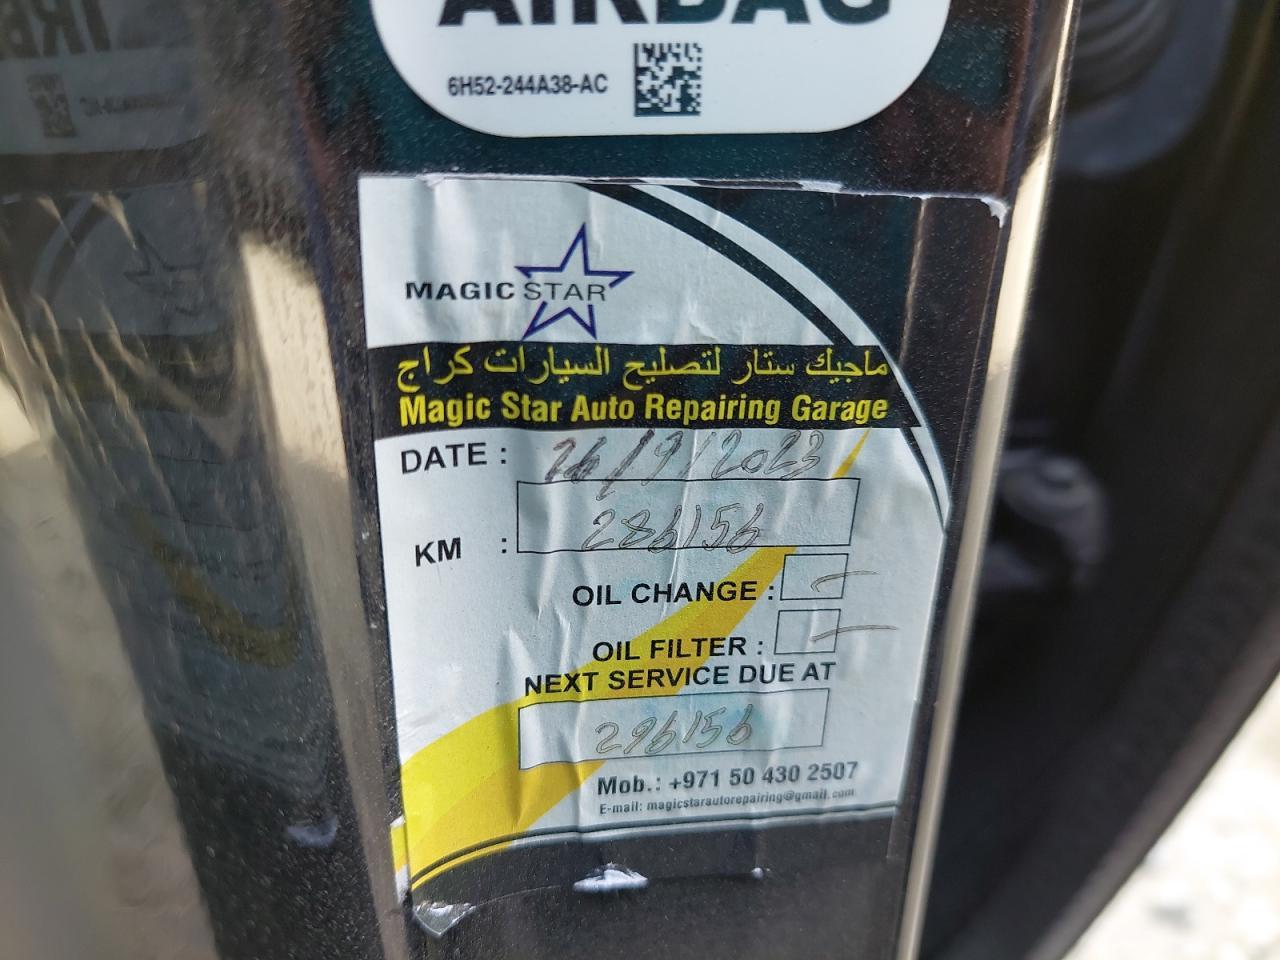 AIRBAG
6H52-244A38-AC
MAGIC STAR
ماجيك ستار لتصليح السيارات كراج
Magic Star Auto Repairing Garage
DATE : 26/9/2023
KM : 286156
OIL CHANGE :
OIL FILTER :
NEXT SERVICE DUE AT
296156
Mob.: +971 50 430 2507
E-mail: magicstarautorepairing@gmail.com